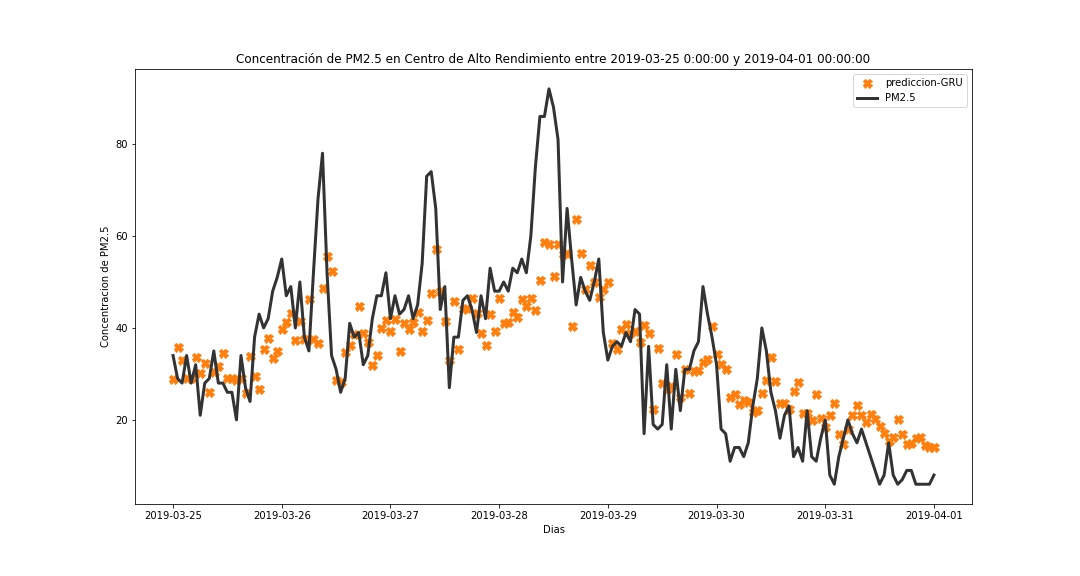 Concentración de PM2.5 en Centro de Alto Rendimiento entre 2019-03-25 0:00:00 y 2019-04-01 00:00:00
prediccion-GRU
PM2.5
80
60
40
20
Concentracion de PM2.5
2019-03-25 2019-03-26 2019-03-27 2019-03-28 2019-03-29 2019-03-30 2019-03-31 2019-04-01
Dias